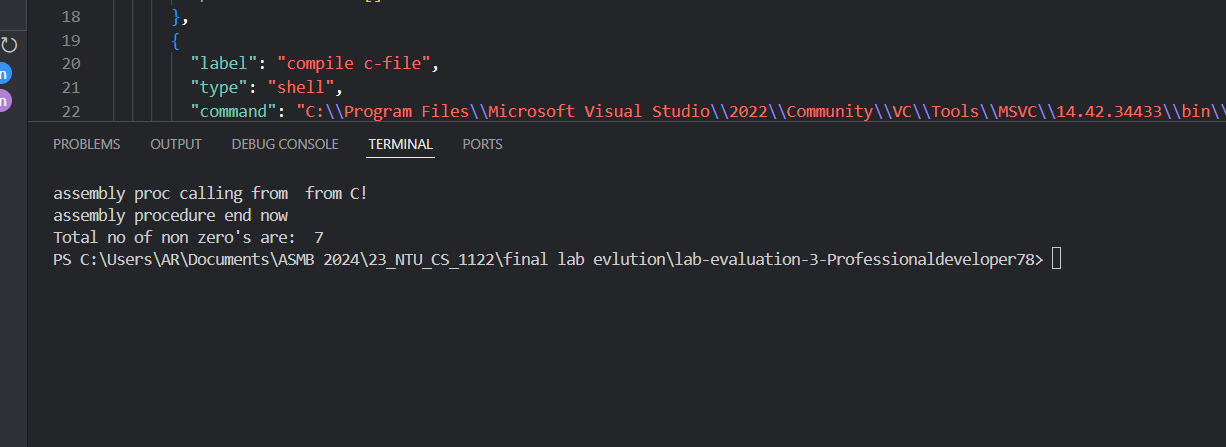 18 },
19 {
20 "label": "compile c-file",
21 "type": "shell",
22 "command": "C:\\Program Files\\Microsoft Visual Studio\\2022\\Community\\VC\\Tools\\MSVC\\14.42.34433\\bin\\
PROBLEMS OUTPUT DEBUG CONSOLE TERMINAL PORTS
assembly proc calling from  from C!
assembly procedure end now
Total no of non zero's are:  7
PS C:\Users\AR\Documents\ASMB 2024\23_NTU_CS_1122\final lab evlution\lab-evaluation-3-Professionaldeveloper78>